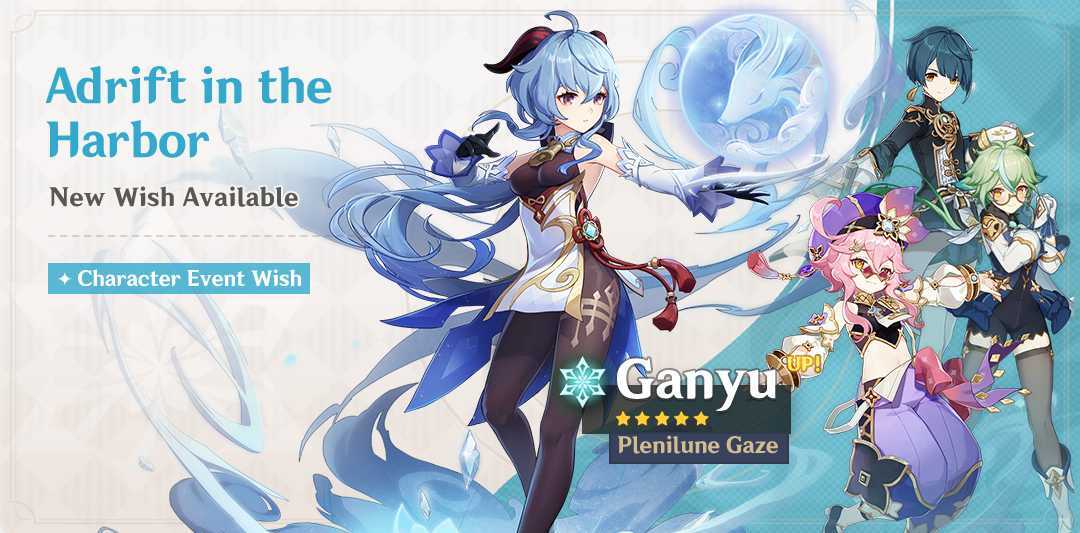 Adrift in the
Harbor
New Wish Available
✦ Character Event Wish
Ganyu
UP!
Plenilune Gaze